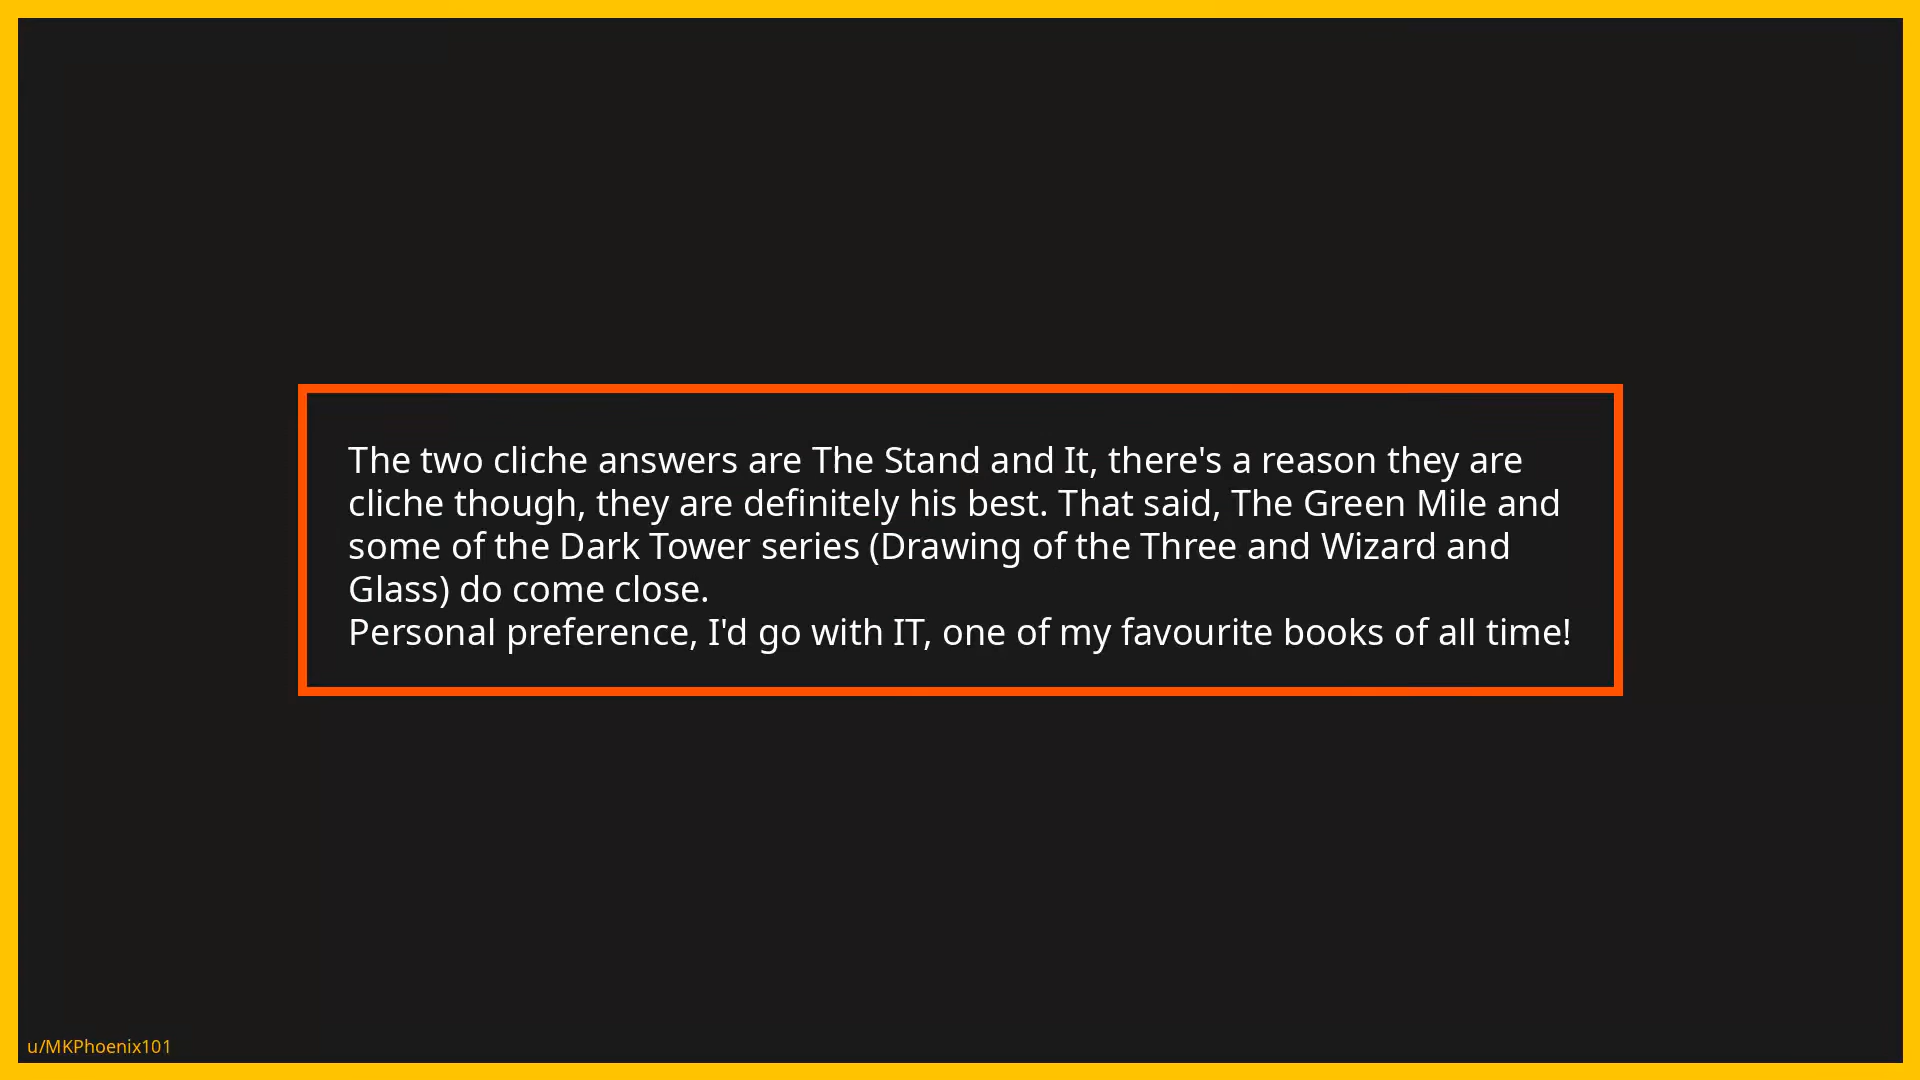 The two cliche answers are The Stand and It, there's a reason they are
cliche though, they are definitely his best. That said, The Green Mile and
some of the Dark Tower series (Drawing of the Three and Wizard and
Glass) do come close.
Personal preference, I'd go with IT, one of my favourite books of all time!
u/MKPhoenix101